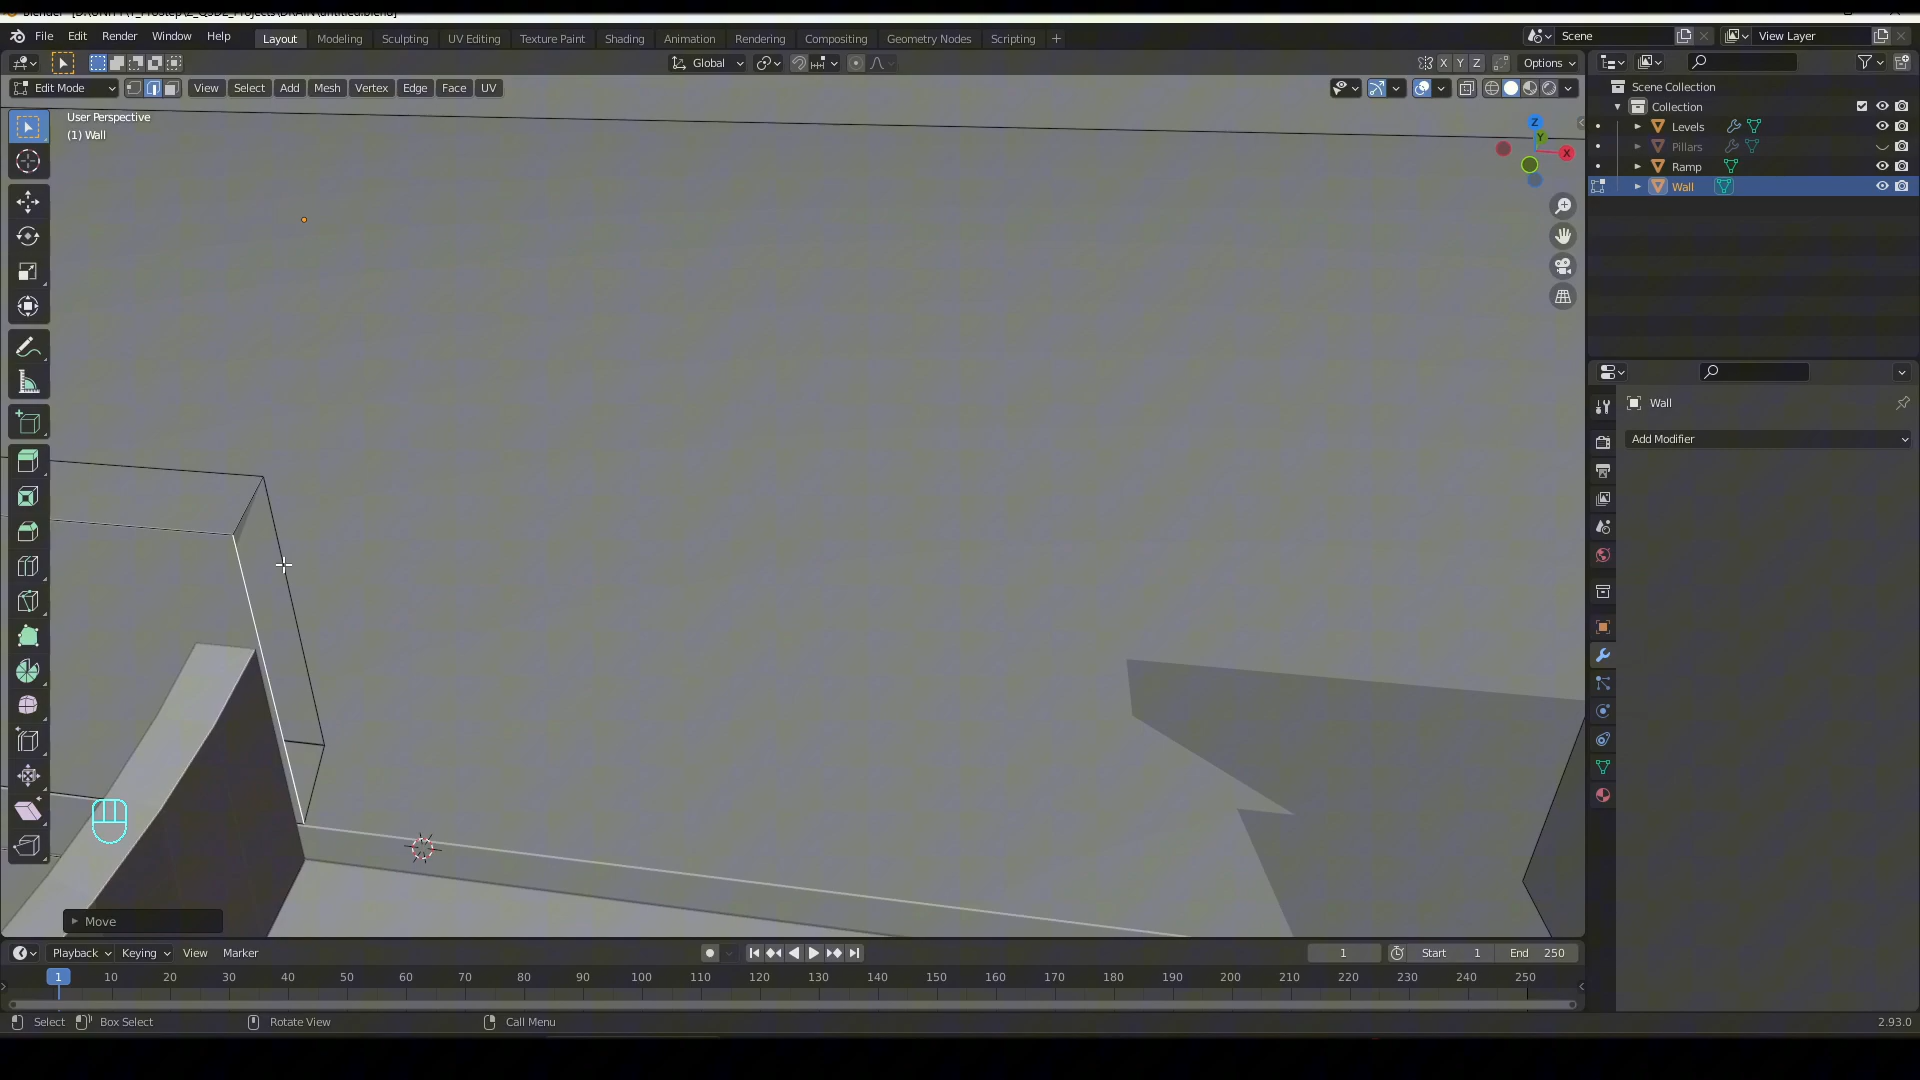 File Edit Render Window Help
Layout Modeling Sculpting UV Editing Texture Paint Shading Animation Rendering Compositing Geometry Nodes Scripting
Scene
View Layer
Global
X Y Z
Options
Edit Mode
View Select Add Mesh Vertex Edge Face UV
Scene Collection
Collection
Levels
Pillars
Ramp
Wall
User Perspective
(1) Wall
Z
Y
X
Wall
Add Modifier
Move
Playback Keying View Marker
1
Start 1
End 250
1 10 20 30 40 50 60 70 80 90 100 110 120 130 140 150 160 170 180 190 200 210 220 230 240 250
Select Box Select Rotate View Call Menu
2.93.0